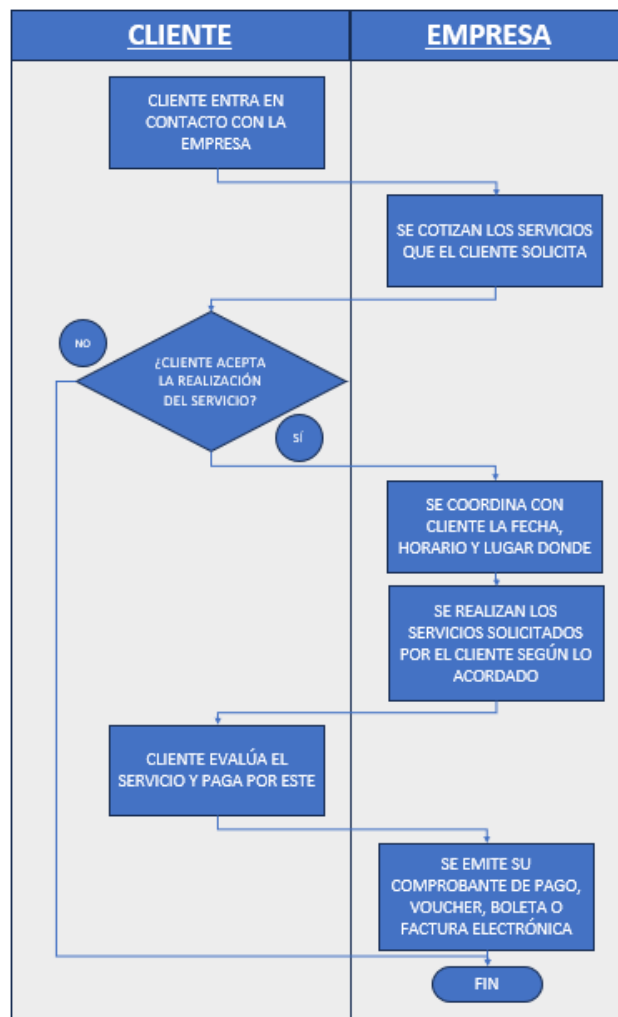 CLIENTE
EMPRESA
CLIENTE ENTRA EN
CONTACTO CON LA
EMPRESA
SE COTIZAN LOS SERVICIOS
QUE EL CLIENTE SOLICITA
NO
¿CLIENTE ACEPTA
LA REALIZACIÓN
DEL SERVICIO?
SÍ
SE COORDINA CON
CLIENTE LA FECHA,
HORARIO Y LUGAR DONDE
SE REALIZAN LOS
SERVICIOS SOLICITADOS
POR EL CLIENTE SEGÚN LO
ACORDADO
CLIENTE EVALÚA EL
SERVICIO Y PAGA POR ESTE
SE EMITE SU
COMPROBANTE DE PAGO,
VOUCHER, BOLETA O
FACTURA ELECTRÓNICA
FIN